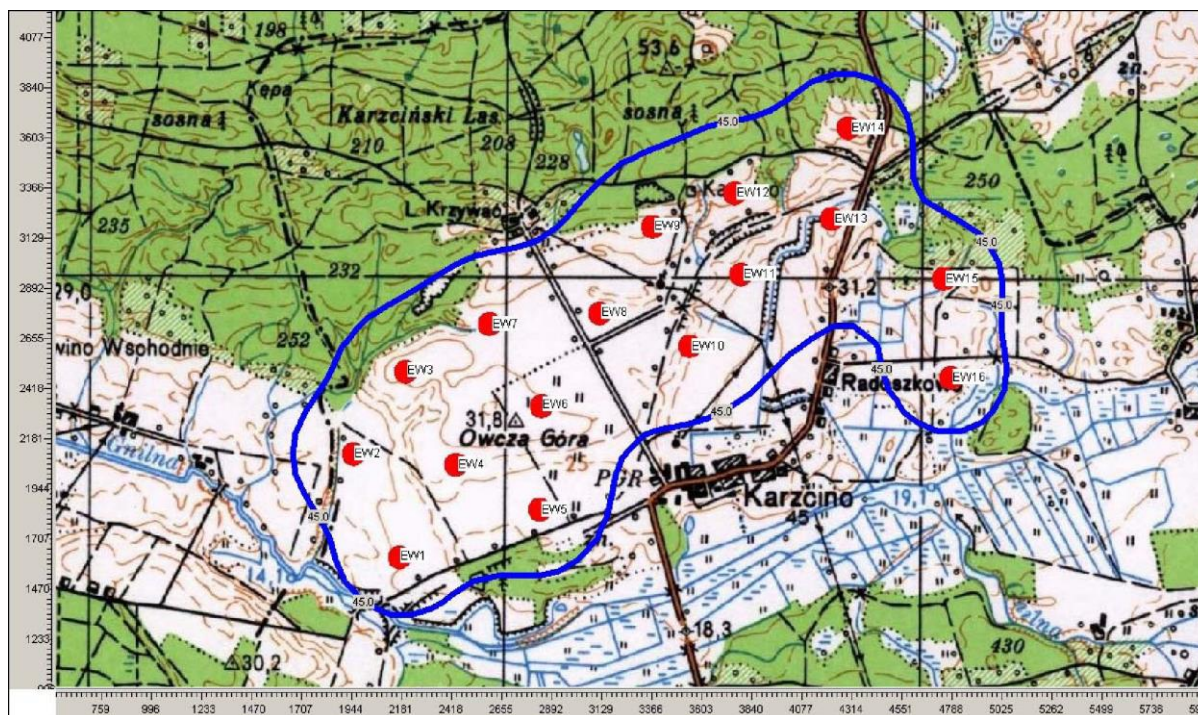 4077
198
53,6
zn.
3840
Kępa
sosna
Karzciński Las
sosna
45.0
3603
210
208
EW14
228
250
3366
EW12
235
Ł. Krzywać
EW9
EW13
3129
45.0
232
EW11
EW15
2892
29,0
31,2
45.0
EW8
2655
EW7
252
wino Wschodnie
EW10
EW3
45.0
Radoszkowo
EW16
2418
EW6
31,8
45.0
Owcza Góra
2181
Gmina
EW2
EW4
25
PGR
Karzcino
19,1
1944
45.0
EW5
45
1707
EW1
14,1
45.0
1470
18,3
1233
30,2
430
759 996 1233 1470 1707 1944 2181 2418 2655 2892 3129 3366 3603 3840 4077 4314 4551 4788 5025 5262 5499 5736